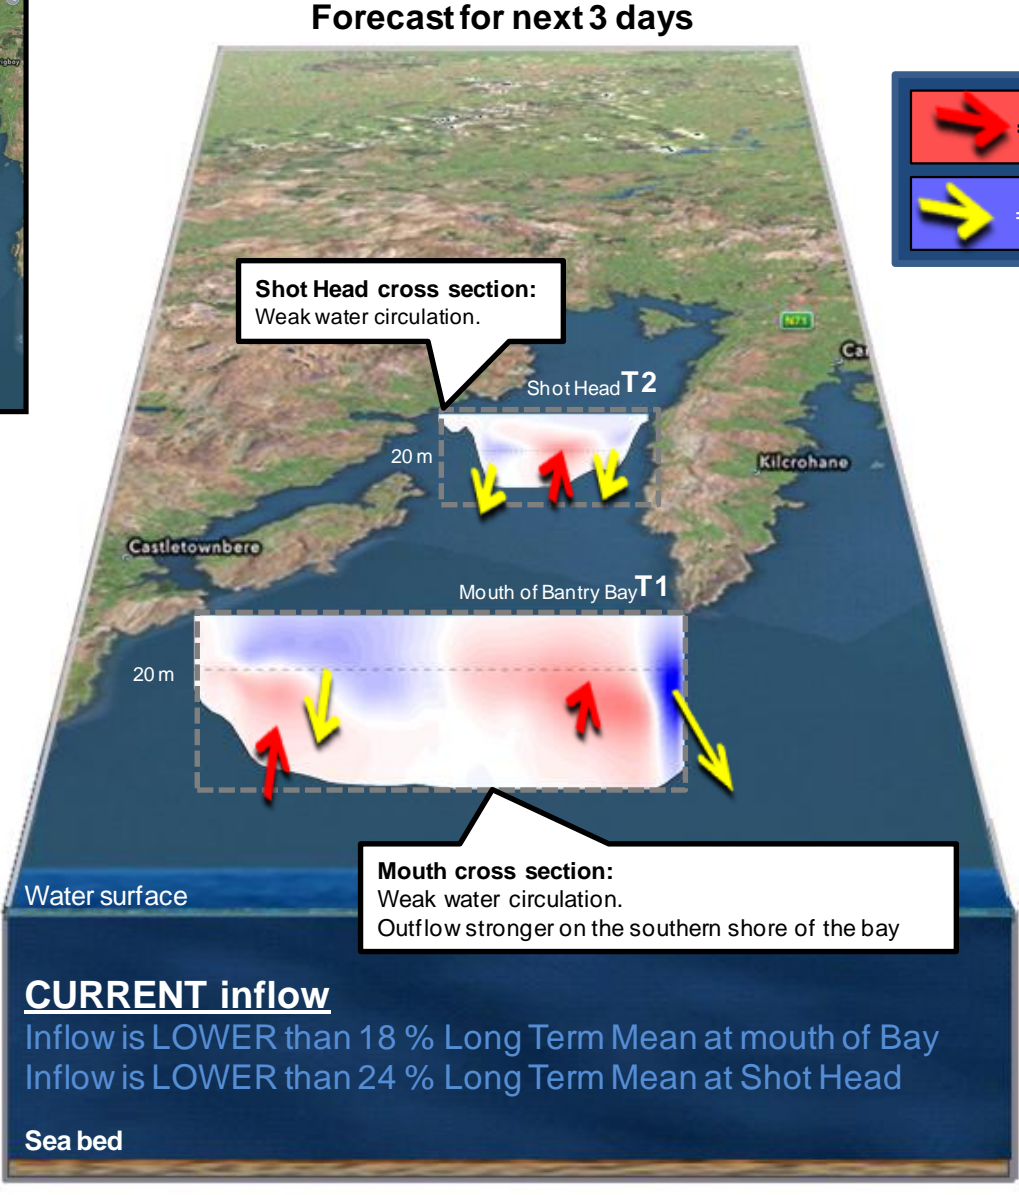 Forecast for next 3 days
=
=
Shot Head cross section:
Weak water circulation.
N71
Shot Head T2
20 m
Kilcrohane
Castletownbere
Mouth of Bantry Bay T1
20 m
Mouth cross section:
Weak water circulation.
Outflow stronger on the southern shore of the bay
Water surface
CURRENT inflow
Inflow is LOWER than 18 % Long Term Mean at mouth of Bay
Inflow is LOWER than 24 % Long Term Mean at Shot Head
Sea bed